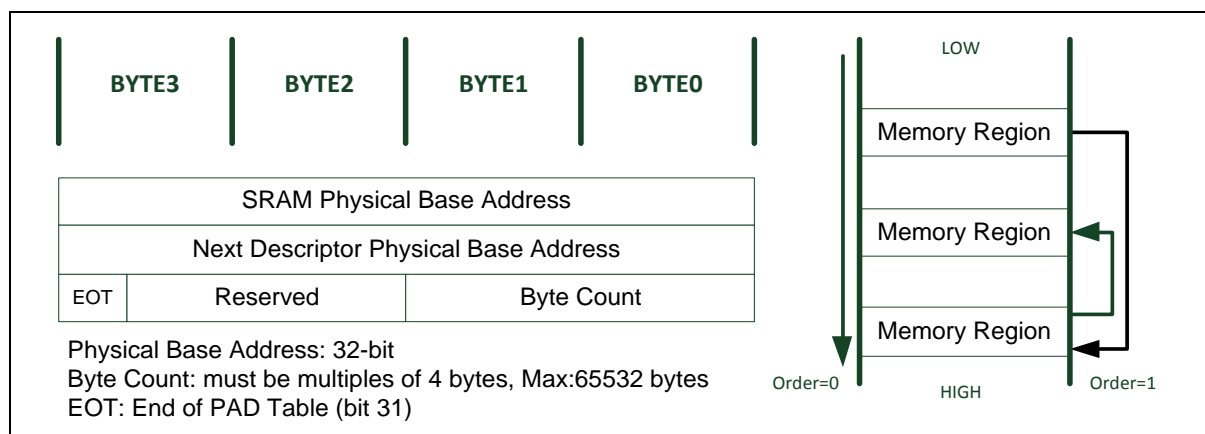 BYTE3 BYTE2 BYTE1 BYTE0
SRAM Physical Base Address
Next Descriptor Physical Base Address
EOT Reserved Byte Count
Physical Base Address: 32-bit
Byte Count: must be multiples of 4 bytes, Max:65532 bytes
EOT: End of PAD Table (bit 31)
LOW
Memory Region
Memory Region
Memory Region
Order=0 HIGH Order=1